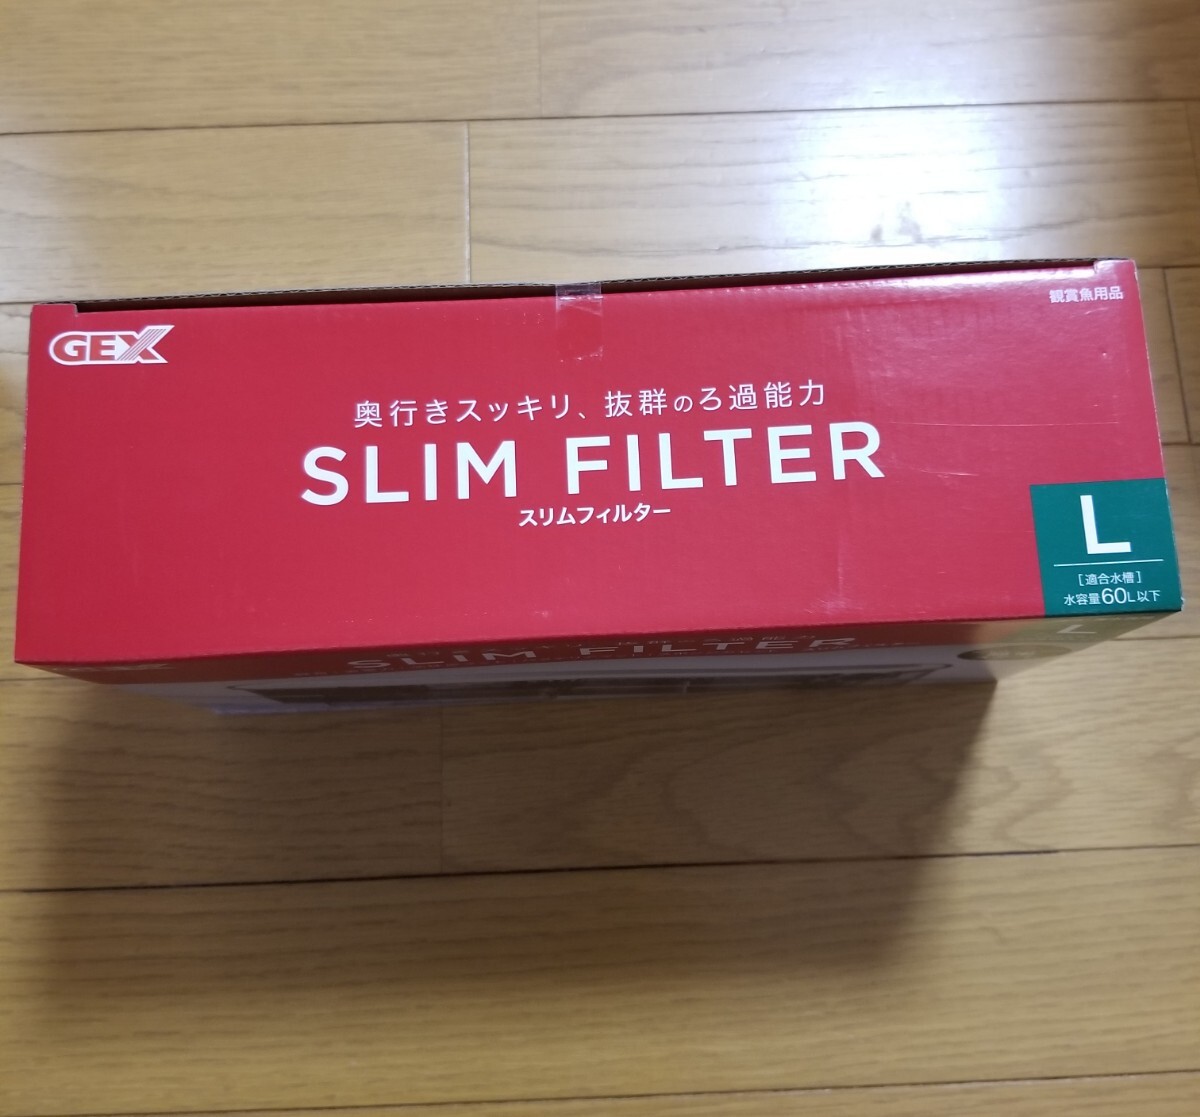 GEX
観賞魚用品
奥行きスッキリ、抜群のろ過能力
SLIM FILTER
スリムフィルター
L
[適合水槽]
水容量60L以下
SLIM FILTER
L